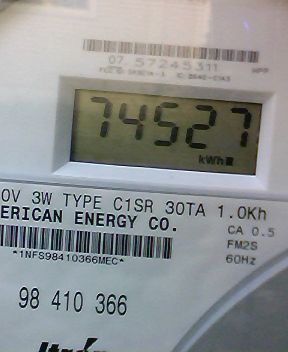 07 57245311
74527
kWh
0V 3W TYPE C1SR 30TA 1.0Kh
ERICAN ENERGY CO.
CA 0.5
FM2S
*1NFS98410366MEC*
60Hz
98 410 366
Itrón